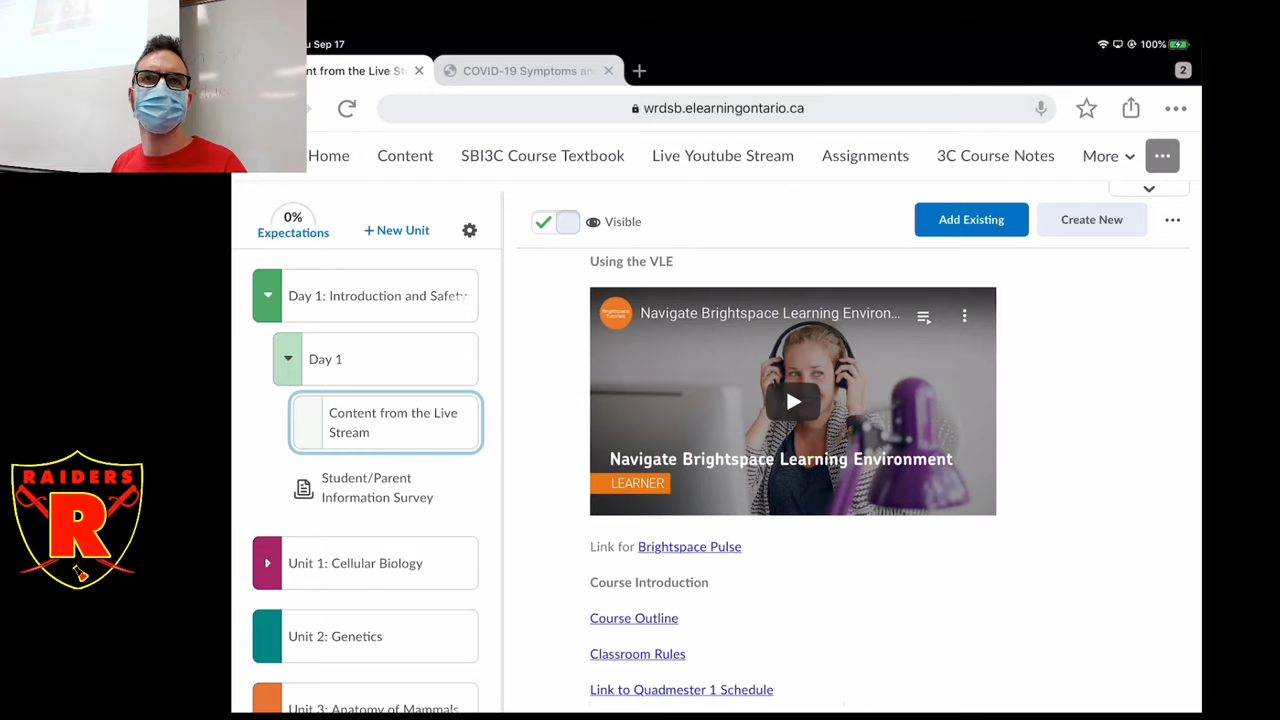 u Sep 17
100%
nt from the Live St
COVID-19 Symptoms an
2
wrdsb.elearningontario.ca
Home Content SBI3C Course Textbook Live Youtube Stream Assignments 3C Course Notes More
0%
Expectations
+ New Unit
Visible
Add Existing
Create New
Day 1: Introduction and Safety
Day 1
Content from the Live
Stream
Student/Parent
Information Survey
Unit 1: Cellular Biology
Unit 2: Genetics
Unit 3: Anatomy of Mammals
Using the VLE
Brightspace
Tutorials
Navigate Brightspace Learning Environ...
Navigate Brightspace Learning Environment
LEARNER
Link for Brightspace Pulse
Course Introduction
Course Outline
Classroom Rules
Link to Quadmester 1 Schedule
RAIDERS
R